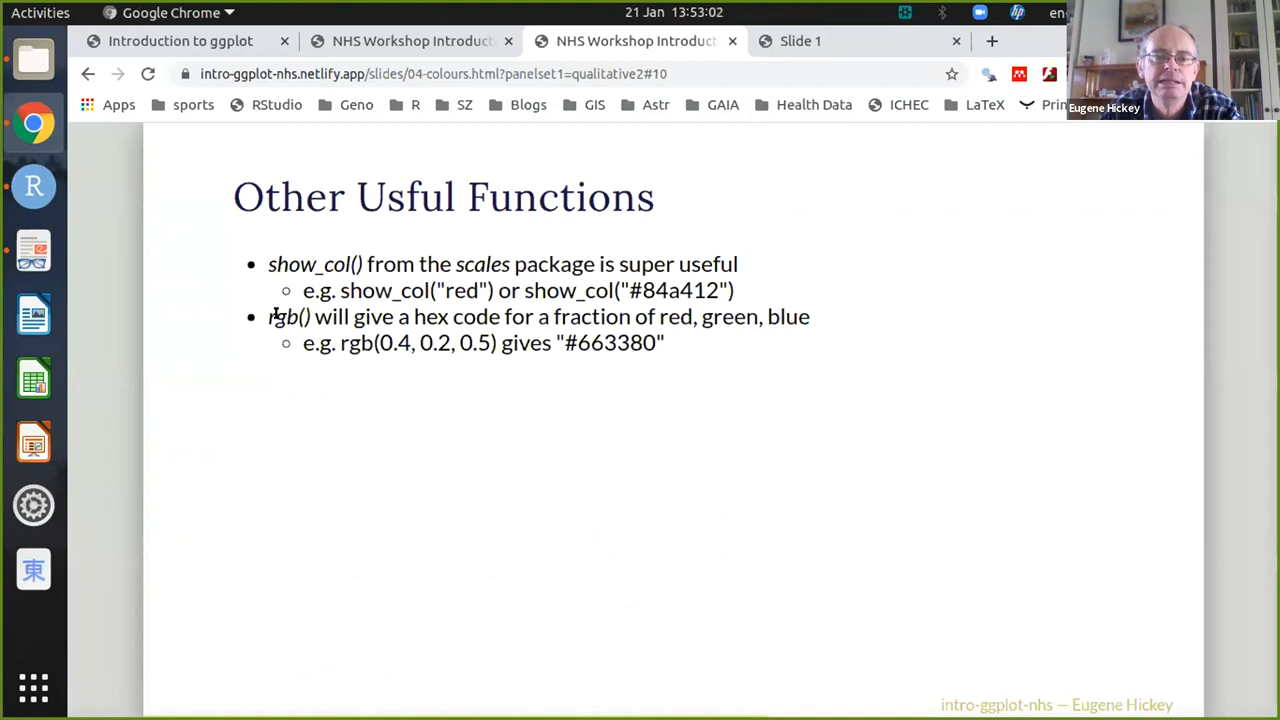 Activities
Google Chrome
21 Jan 13:53:02
en
Introduction to ggplot
NHS Workshop Introduct
NHS Workshop Introduct
Slide 1
intro-ggplot-nhs.netlify.app/slides/04-colours.html?panelset1=qualitative2#10
Apps
sports
RStudio
Geno
R
SZ
Blogs
GIS
Astr
GAIA
Health Data
ICHEC
LaTeX
Prin
Eugene Hickey
Other Usful Functions
show_col() from the scales package is super useful
e.g. show_col("red") or show_col("#84a412")
rgb() will give a hex code for a fraction of red, green, blue
e.g. rgb(0.4, 0.2, 0.5) gives "#663380"
R
東
intro-ggplot-nhs — Eugene Hickey